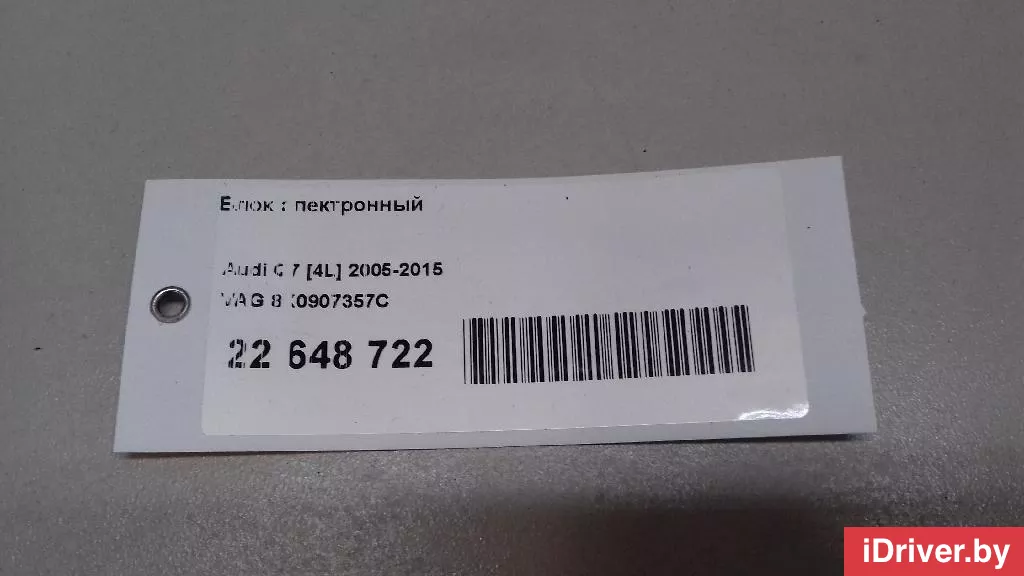 Блок электронный
Audi Q7 [4L] 2005-2015
VAG 8K0907357C
22 648 722
iDriver.by